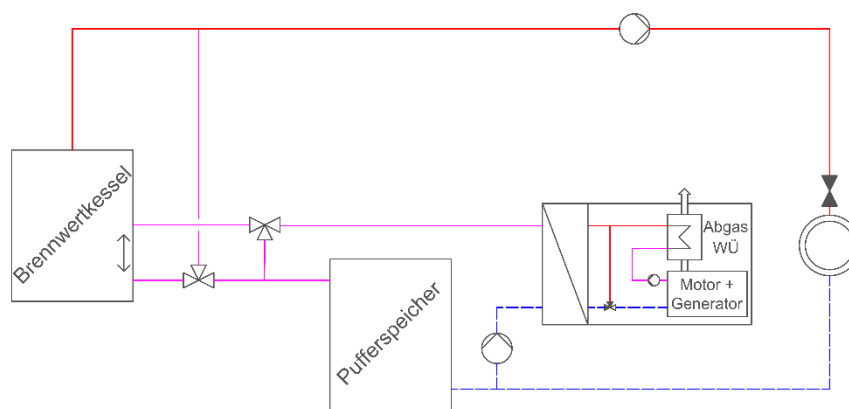 Brennwertkessel
Pufferspeicher
Abgas
WÜ
Motor +
Generator